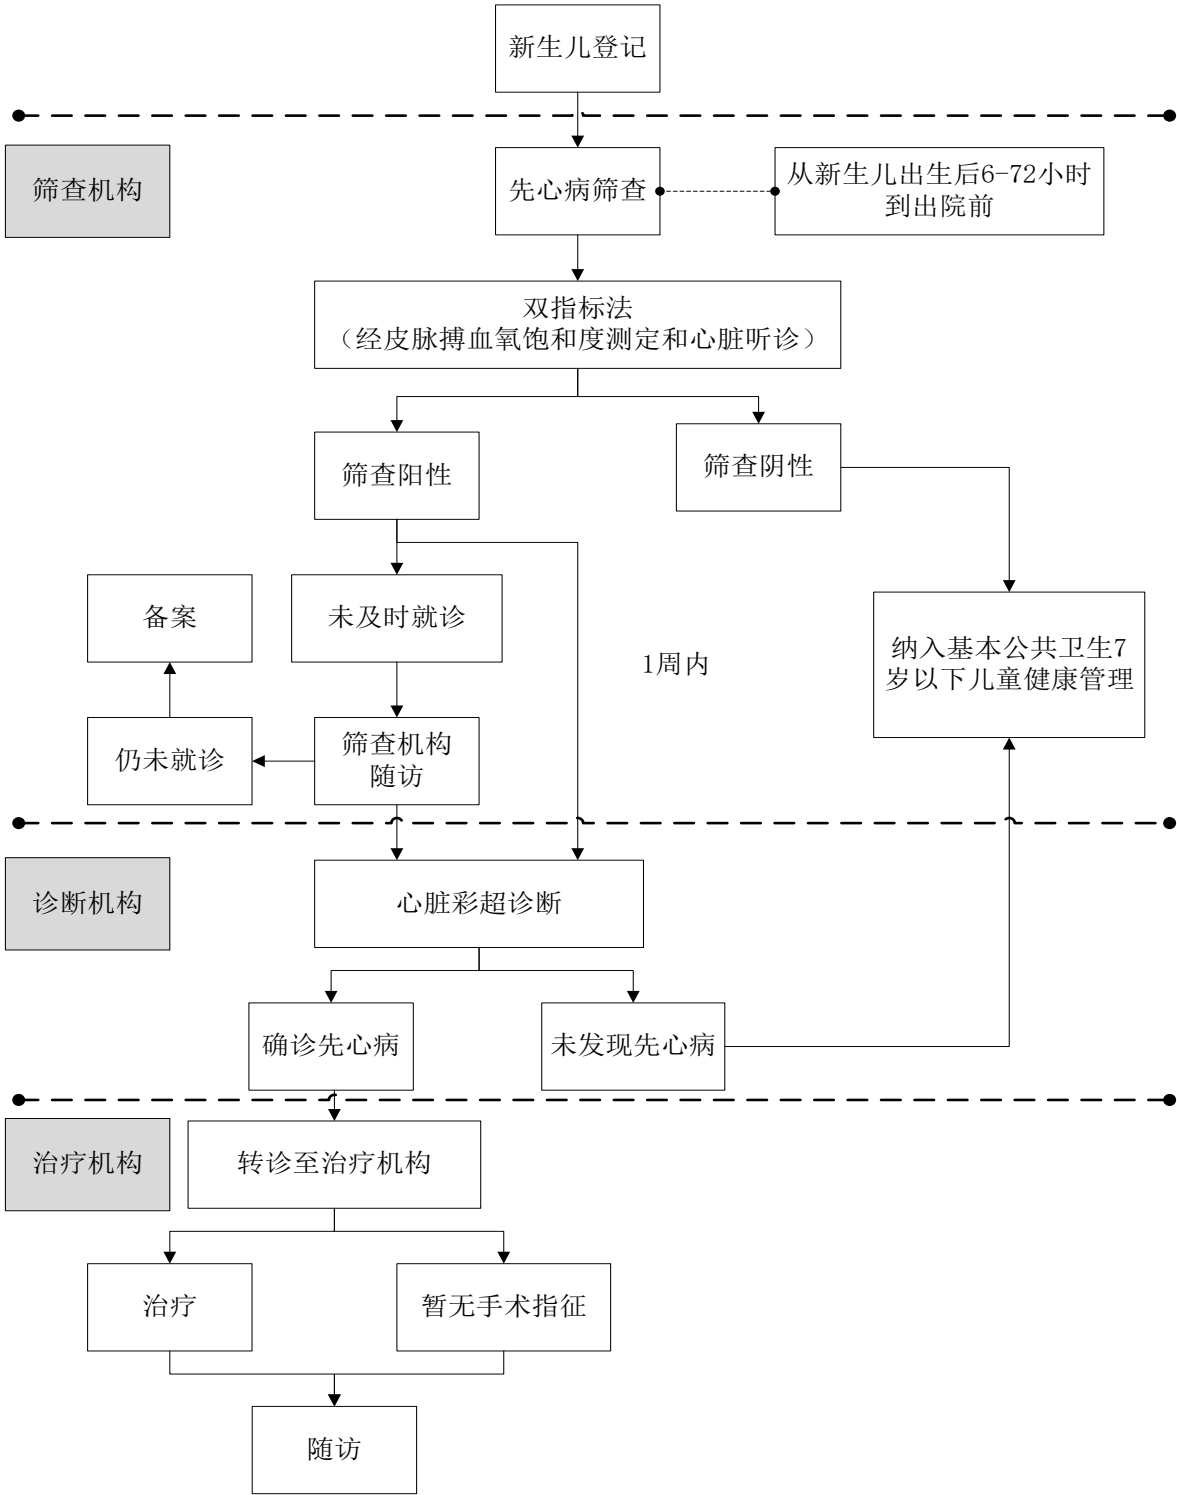 新生儿登记
筛查机构
先心病筛查
从新生儿出生后6-72小时
到出院前
双指标法
（经皮脉搏血氧饱和度测定和心脏听诊）
筛查阳性
筛查阴性
备案
未及时就诊
1周内
纳入基本公共卫生7
岁以下儿童健康管理
仍未就诊
筛查机构
随访
诊断机构
心脏彩超诊断
确诊先心病
未发现先心病
治疗机构
转诊至治疗机构
治疗
暂无手术指征
随访